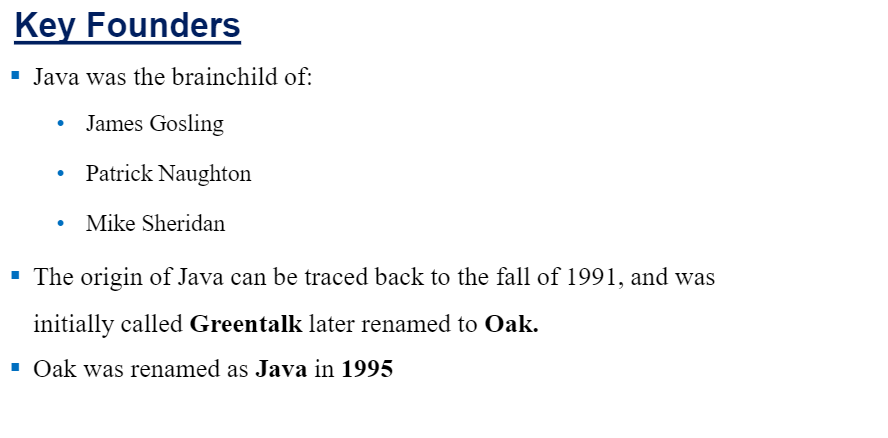 Key Founders
Java was the brainchild of:
James Gosling
Patrick Naughton
Mike Sheridan
The origin of Java can be traced back to the fall of 1991, and was
initially called Greentalk later renamed to Oak.
Oak was renamed as Java in 1995